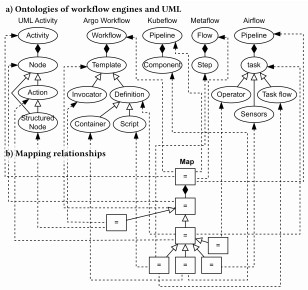 a) Ontologies of workflow engines and UML
UML Activity Argo Workflow Kubeflow Metaflow Airflow
Activity Workflow Pipeline Flow Pipeline
Node Template Component Step task
Action Invocator Definition Operator Task flow
Structured
Node
Container Script Sensors
b) Mapping relationships
Map
=
=
=
=
=
= = =